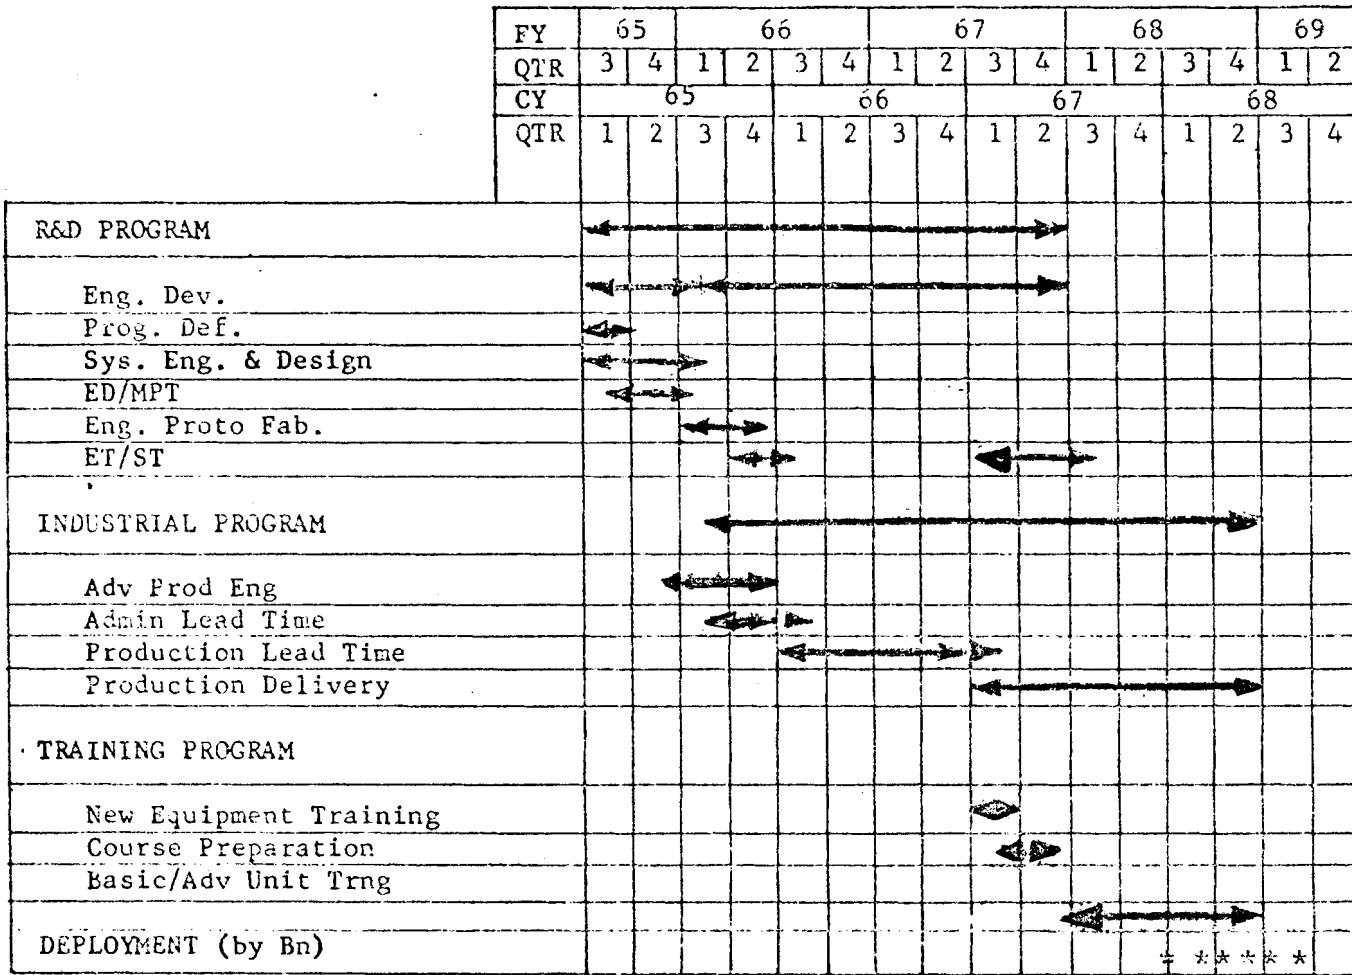 FY 65 66 67 68 69
QTR 3 4 1 2 3 4 1 2 3 4 1 2 3 4 1 2
CY 65 66 67 68
QTR 1 2 3 4 1 2 3 4 1 2 3 4 1 2 3 4
R&D PROGRAM
Eng. Dev.
Prog. Def.
Sys. Eng. & Design
ED/MPT
Eng. Proto Fab.
ET/ST
INDUSTRIAL PROGRAM
Adv Prod Eng
Admin Lead Time
Production Lead Time
Production Delivery
TRAINING PROGRAM
New Equipment Training
Course Preparation
Basic/Adv Unit Trng
DEPLOYMENT (by Bn) * * * * * *